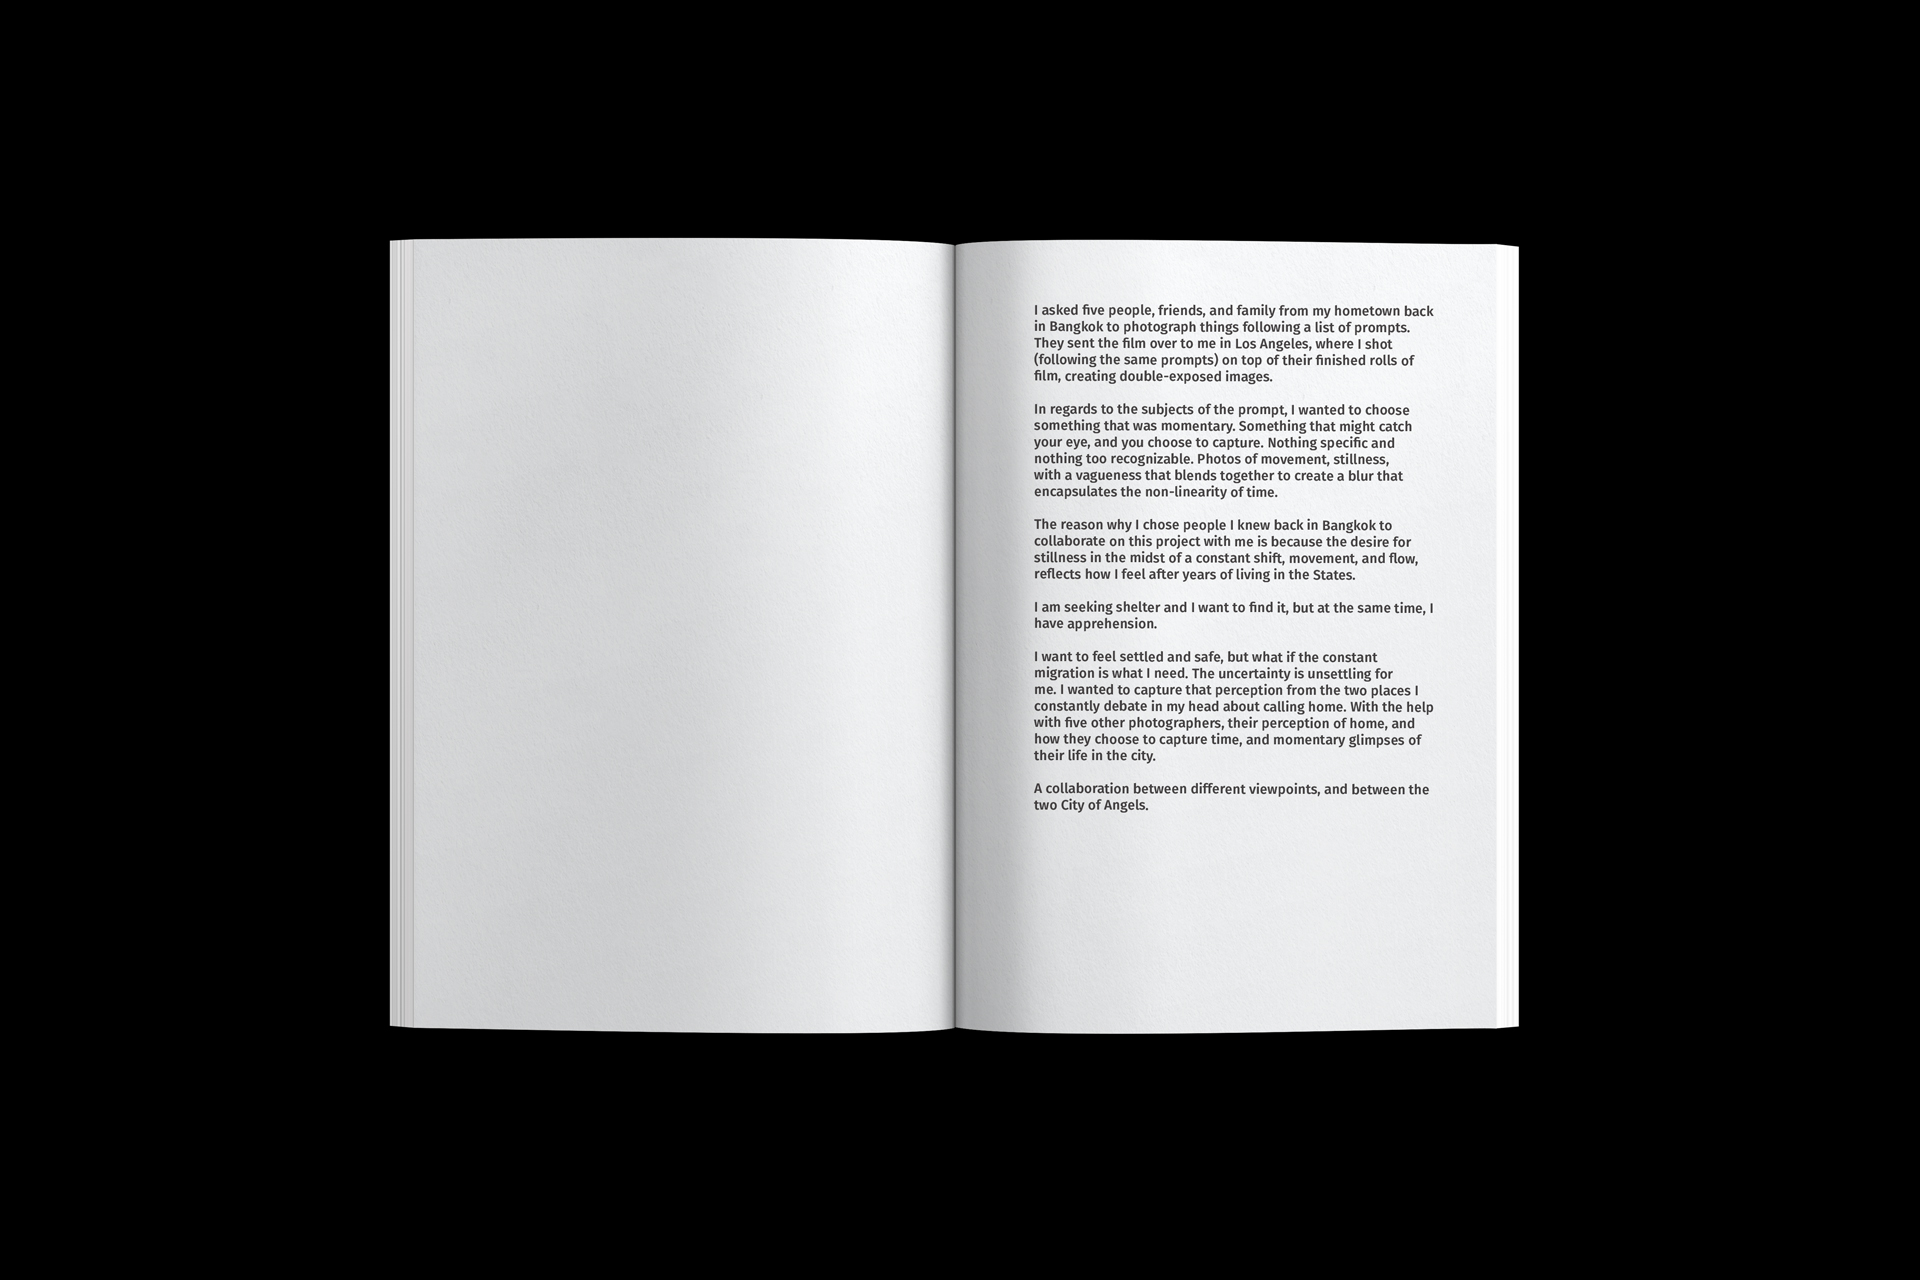 I asked five people, friends, and family from my hometown back
in Bangkok to photograph things following a list of prompts.
They sent the film over to me in Los Angeles, where I shot
(following the same prompts) on top of their finished rolls of
film, creating double-exposed images.
In regards to the subjects of the prompt, I wanted to choose
something that was momentary. Something that might catch
your eye, and you choose to capture. Nothing specific and
nothing too recognizable. Photos of movement, stillness,
with a vagueness that blends together to create a blur that
encapsulates the non-linearity of time.
The reason why I chose people I knew back in Bangkok to
collaborate on this project with me is because the desire for
stillness in the midst of a constant shift, movement, and flow,
reflects how I feel after years of living in the States.
I am seeking shelter and I want to find it, but at the same time, I
have apprehension.
I want to feel settled and safe, but what if the constant
migration is what I need. The uncertainty is unsettling for
me. I wanted to capture that perception from the two places I
constantly debate in my head about calling home. With the help
with five other photographers, their perception of home, and
how they choose to capture time, and momentary glimpses of
their life in the city.
A collaboration between different viewpoints, and between the
two City of Angels.